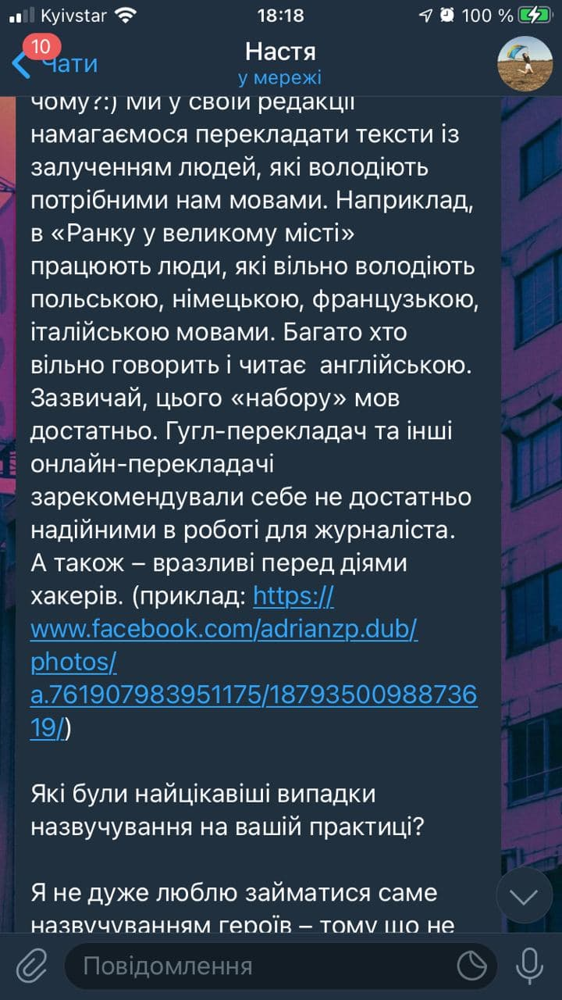 Kyivstar
18:18
100 %
10
Чати
Настя
у мережі
чому?:) Ми у своїй редакції
намагаємося перекладати тексти із
залученням людей, які володіють
потрібними нам мовами. Наприклад,
в «Ранку у великому місті»
працюють люди, які вільно володіють
польською, німецькою, французькою,
італійською мовами. Багато хто
вільно говорить і читає  англійською.
Зазвичай, цього «набору» мов
достатньо. Гугл-перекладач та інші
онлайн-перекладачі
зарекомендували себе не достатньо
надійними в роботі для журналіста.
А також – вразливі перед діями
хакерів. (приклад: https://
www.facebook.com/adrianzp.dub/
photos/
a.761907983951175/18793500988736
19/)
Які були найцікавіші випадки
назвучування на вашій практиці?
Я не дуже люблю займатися саме
назвучуванням героїв – тому що не
Повідомлення